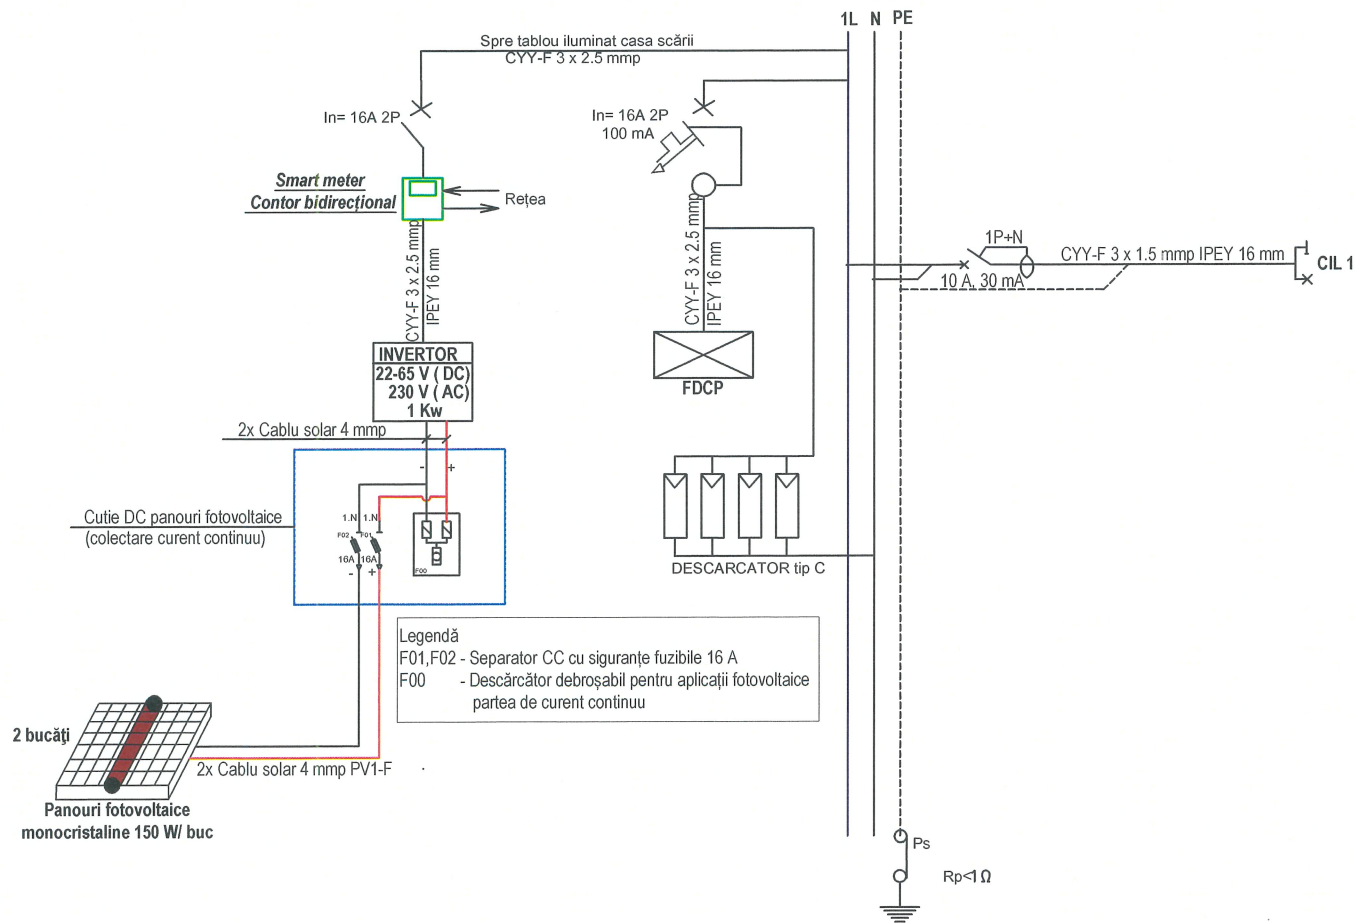 1L N PE
Spre tablou iluminat casa scării
CYY-F 3 x 2.5 mmp
In= 16A 2P
In= 16A 2P
100 mA
Smart meter
Contor bidirecțional
Rețea
CYY-F 3 x 2.5 mmp
IPEY 16 mm
CYY-F 3 x 2.5 mmp
IPEY 16 mm
1P+N
CYY-F 3 x 1.5 mmp IPEY 16 mm
CIL 1
10 A, 30 mA
INVERTOR
22-65 V ( DC)
230 V ( AC)
1 Kw
FDCP
2x Cablu solar 4 mmp
- +
Cutie DC panouri fotovoltaice
(colectare curent continuu)
1.N 1.N
F02 F01
16A 16A
- +
F00
DESCARCATOR tip C
Legendă
F01,F02 - Separator CC cu siguranțe fuzibile 16 A
F00 - Descărcător debroșabil pentru aplicații fotovoltaice
partea de curent continuu
2 bucăți
2x Cablu solar 4 mmp PV1-F
Panouri fotovoltaice
monocristaline 150 W/ buc
Ps
Rp<1Ω